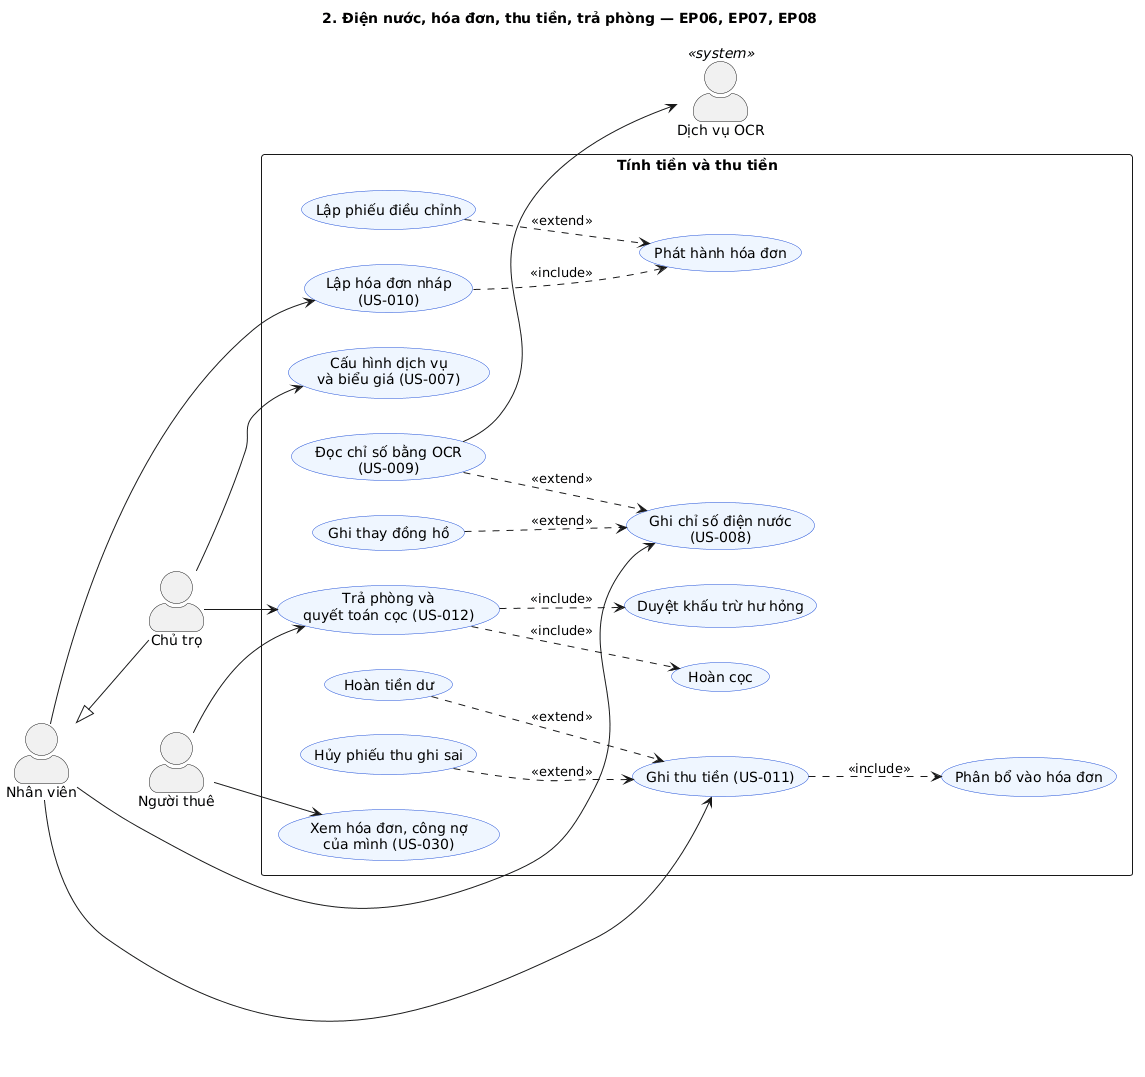 2. Điện nước, hóa đơn, thu tiền, trả phòng — EP06, EP07, EP08
«system»
Dịch vụ OCR
Tính tiền và thu tiền
Lập phiếu điều chỉnh
«extend»
Phát hành hóa đơn
Lập hóa đơn nháp
(US-010)
«include»
Cấu hình dịch vụ
và biểu giá (US-007)
Đọc chỉ số bằng OCR
(US-009)
«extend»
Ghi chỉ số điện nước
(US-008)
Ghi thay đồng hồ
«extend»
Trả phòng và
quyết toán cọc (US-012)
«include»
Duyệt khấu trừ hư hỏng
«include»
Hoàn cọc
Chủ trọ
Hoàn tiền dư
«extend»
Hủy phiếu thu ghi sai
«extend»
Ghi thu tiền (US-011)
«include»
Phân bổ vào hóa đơn
Nhân viên
Người thuê
Xem hóa đơn, công nợ
của mình (US-030)